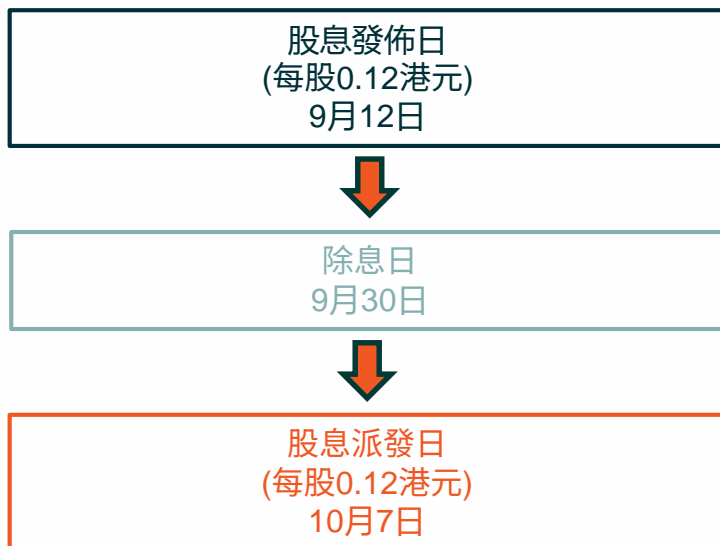 股息發佈日
(每股0.12港元)
9月12日
除息日
9月30日
股息派發日
(每股0.12港元)
10月7日